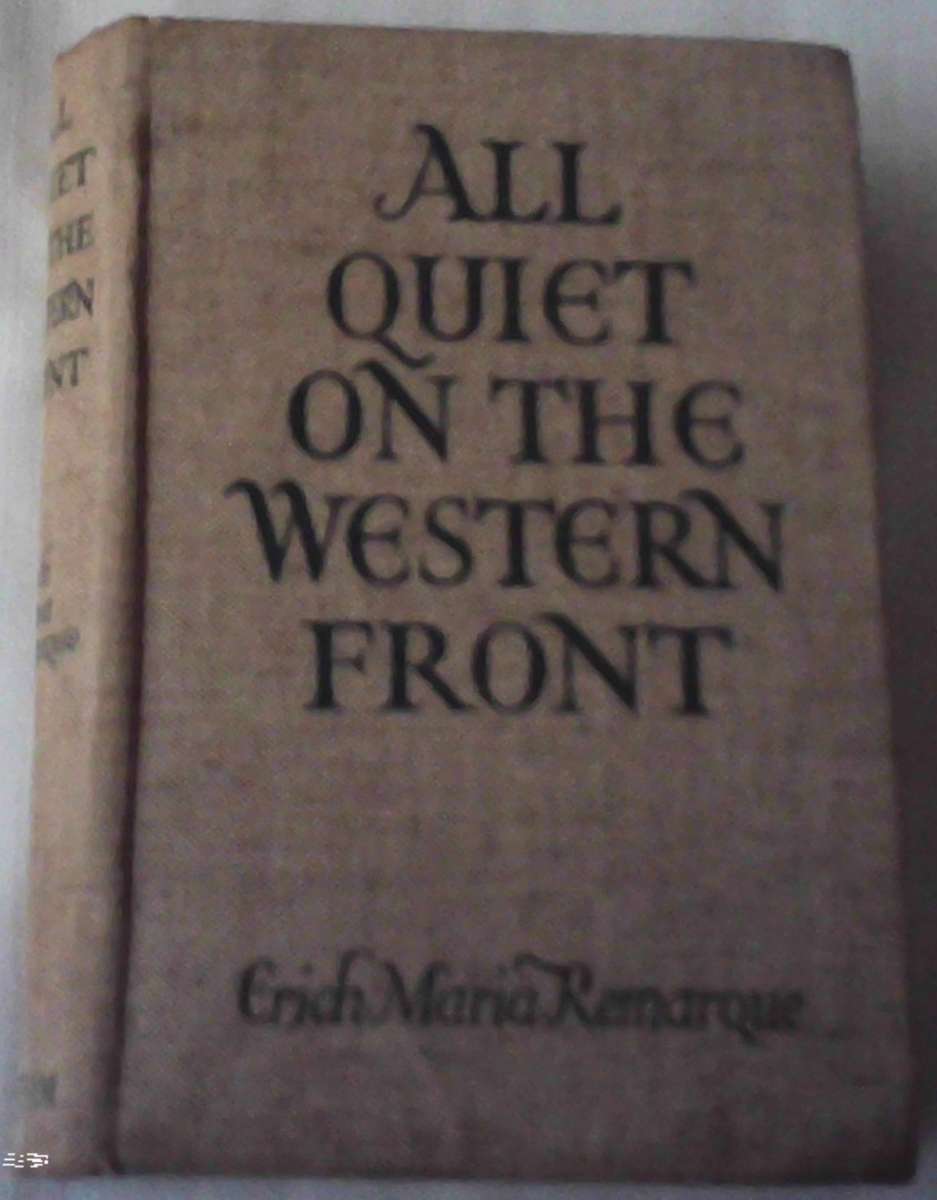 ALL
QUIET
ON THE
WESTERN
FRONT
Erich Maria Remarque